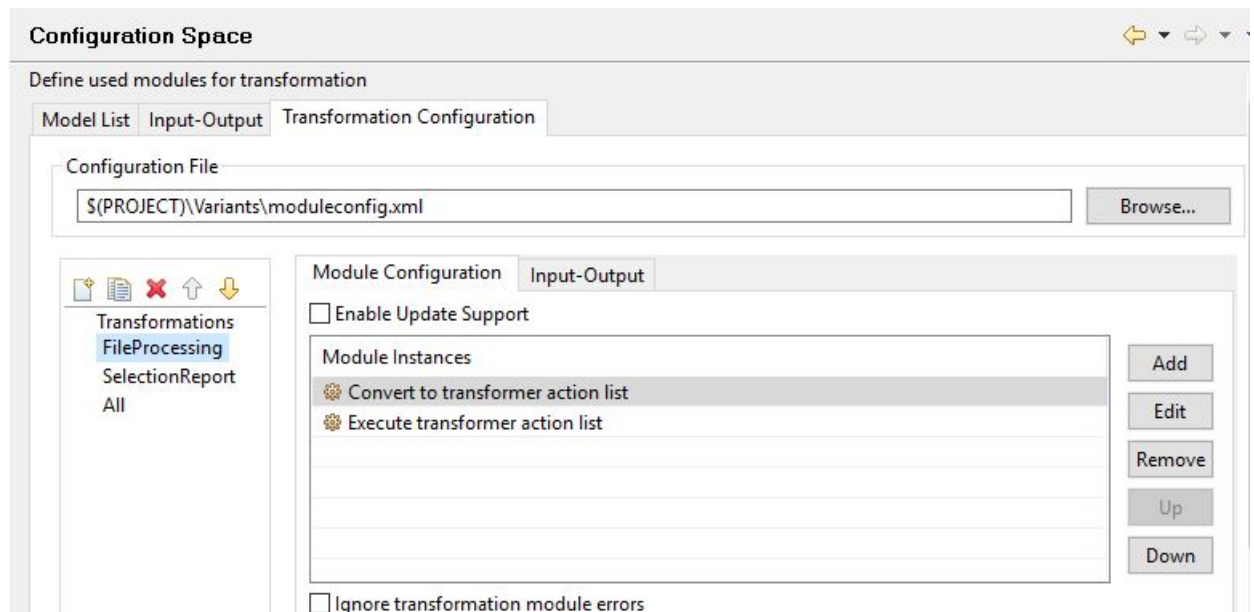 Configuration Space
Define used modules for transformation
Model List Input-Output Transformation Configuration
Configuration File
$(PROJECT)\Variants\moduleconfig.xml Browse...
Module Configuration Input-Output
Transformations
FileProcessing
SelectionReport
All
Enable Update Support
Module Instances
Convert to transformer action list
Execute transformer action list
Add
Edit
Remove
Up
Down
Ignore transformation module errors